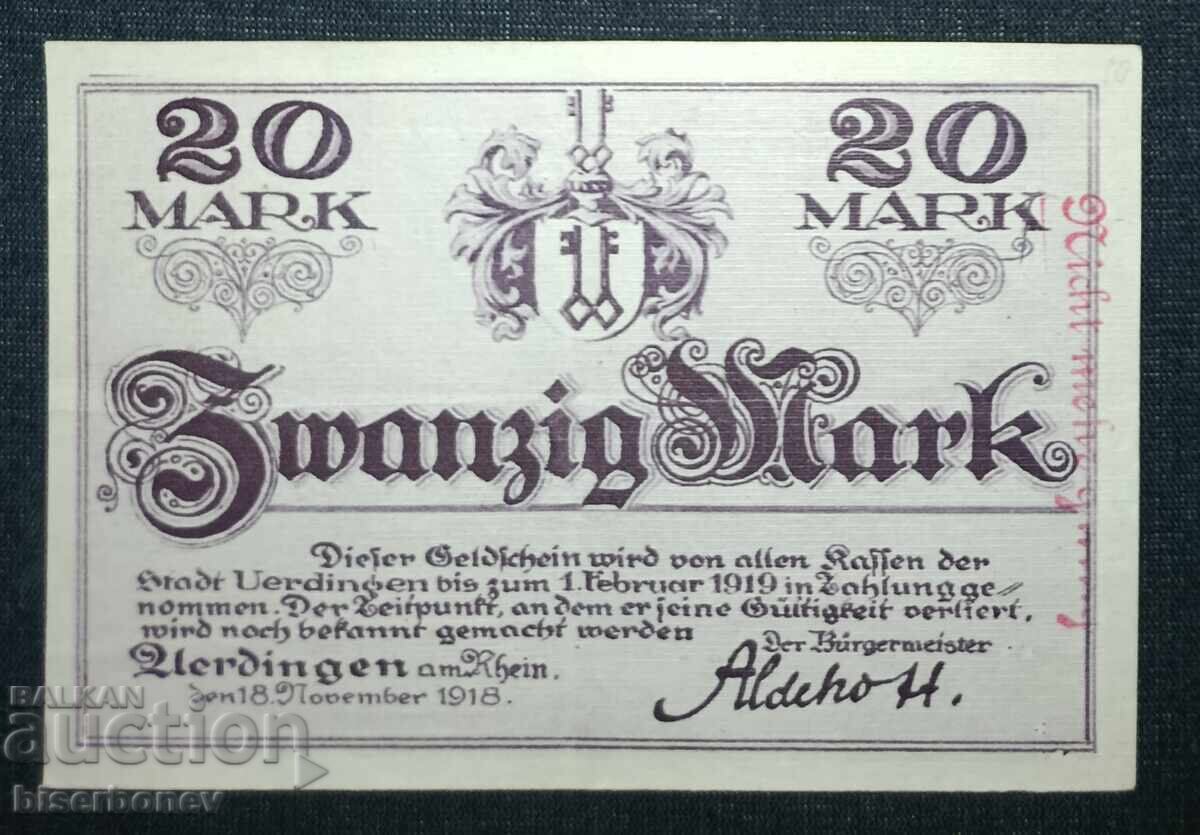 20 MARK
20 MARK
Zwanzig Mark
Dieser Geldschein wird von allen Kassen der
Stadt Uerdingen bis zum 1. Februar 1919 in Zahlung ge=
nommen. Der Zeitpunkt, an dem er seine Gültigkeit verliert,
wird noch bekannt gemacht werden
Der Bürgermeister
Uerdingen am Rhein.
den 18. November 1918.
Aldehoff.
Nicht mehr
BALKAN
auction
biserbonev